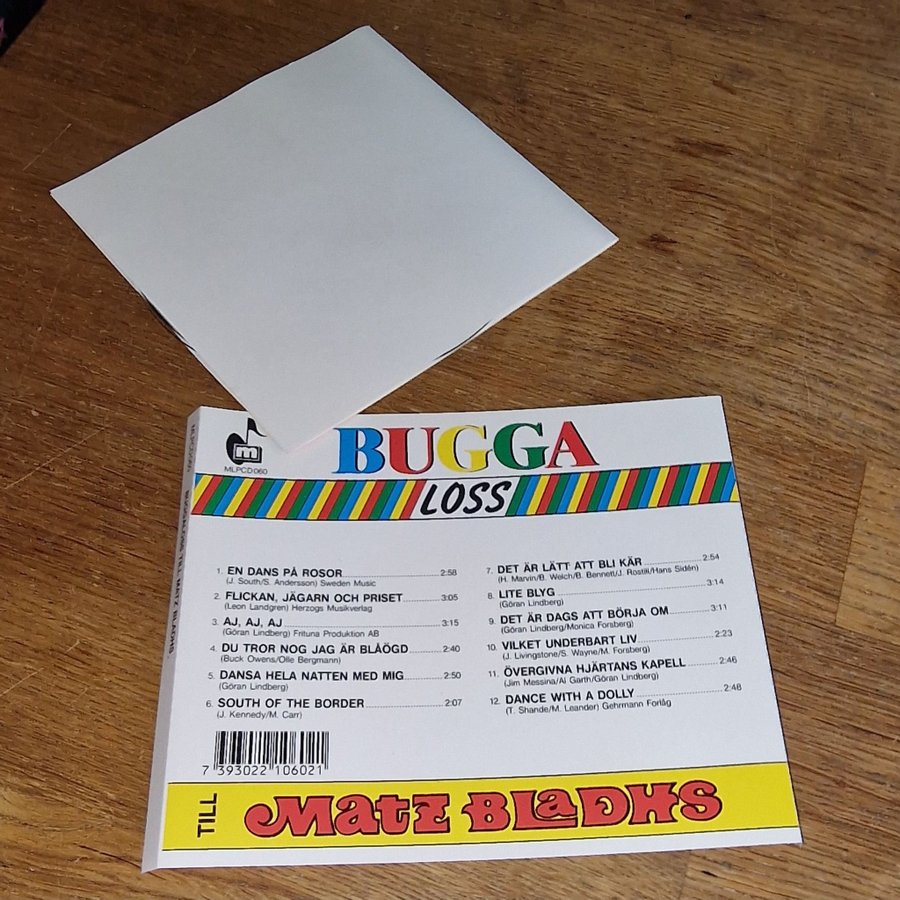 m
MLPCD 060
BUGGA
LOSS
1. EN DANS PÅ ROSOR 2:58
(J. South/S. Andersson) Sweden Music
2. FLICKAN, JÄGARN OCH PRISET 3:05
(Leon Landgren) Herzogs Musikverlag
3. AJ, AJ, AJ 3:15
(Göran Lindberg) Frituna Produktion AB
4. DU TROR NOG JAG ÄR BLÅÖGD 2:40
(Buck Owens/Olle Bergmann)
5. DANSA HELA NATTEN MED MIG 2:50
(Göran Lindberg)
6. SOUTH OF THE BORDER 2:07
(J. Kennedy/M. Carr)
7. DET ÄR LÄTT ATT BLI KÄR 2:54
(H. Marvin/B. Welch/B. Bennett/J. Rostill/Hans Sidén)
8. LITE BLYG 3:14
(Göran Lindberg)
9. DET ÄR DAGS ATT BÖRJA OM 3:11
(Göran Lindberg/Monica Forsberg)
10. VILKET UNDERBART LIV 2:23
(J. Livingstone/S. Wayne/M. Forsberg)
11. ÖVERGIVNA HJÄRTANS KAPELL 2:46
(Jim Messina/Al Garth/Göran Lindberg)
12. DANCE WITH A DOLLY 2:48
(T. Shande/M. Leander) Gehrmann Forlåg
7 393022 106021
TILL
Matz BLaDHS
BUGGALOSS TILL MATZ BLADHS